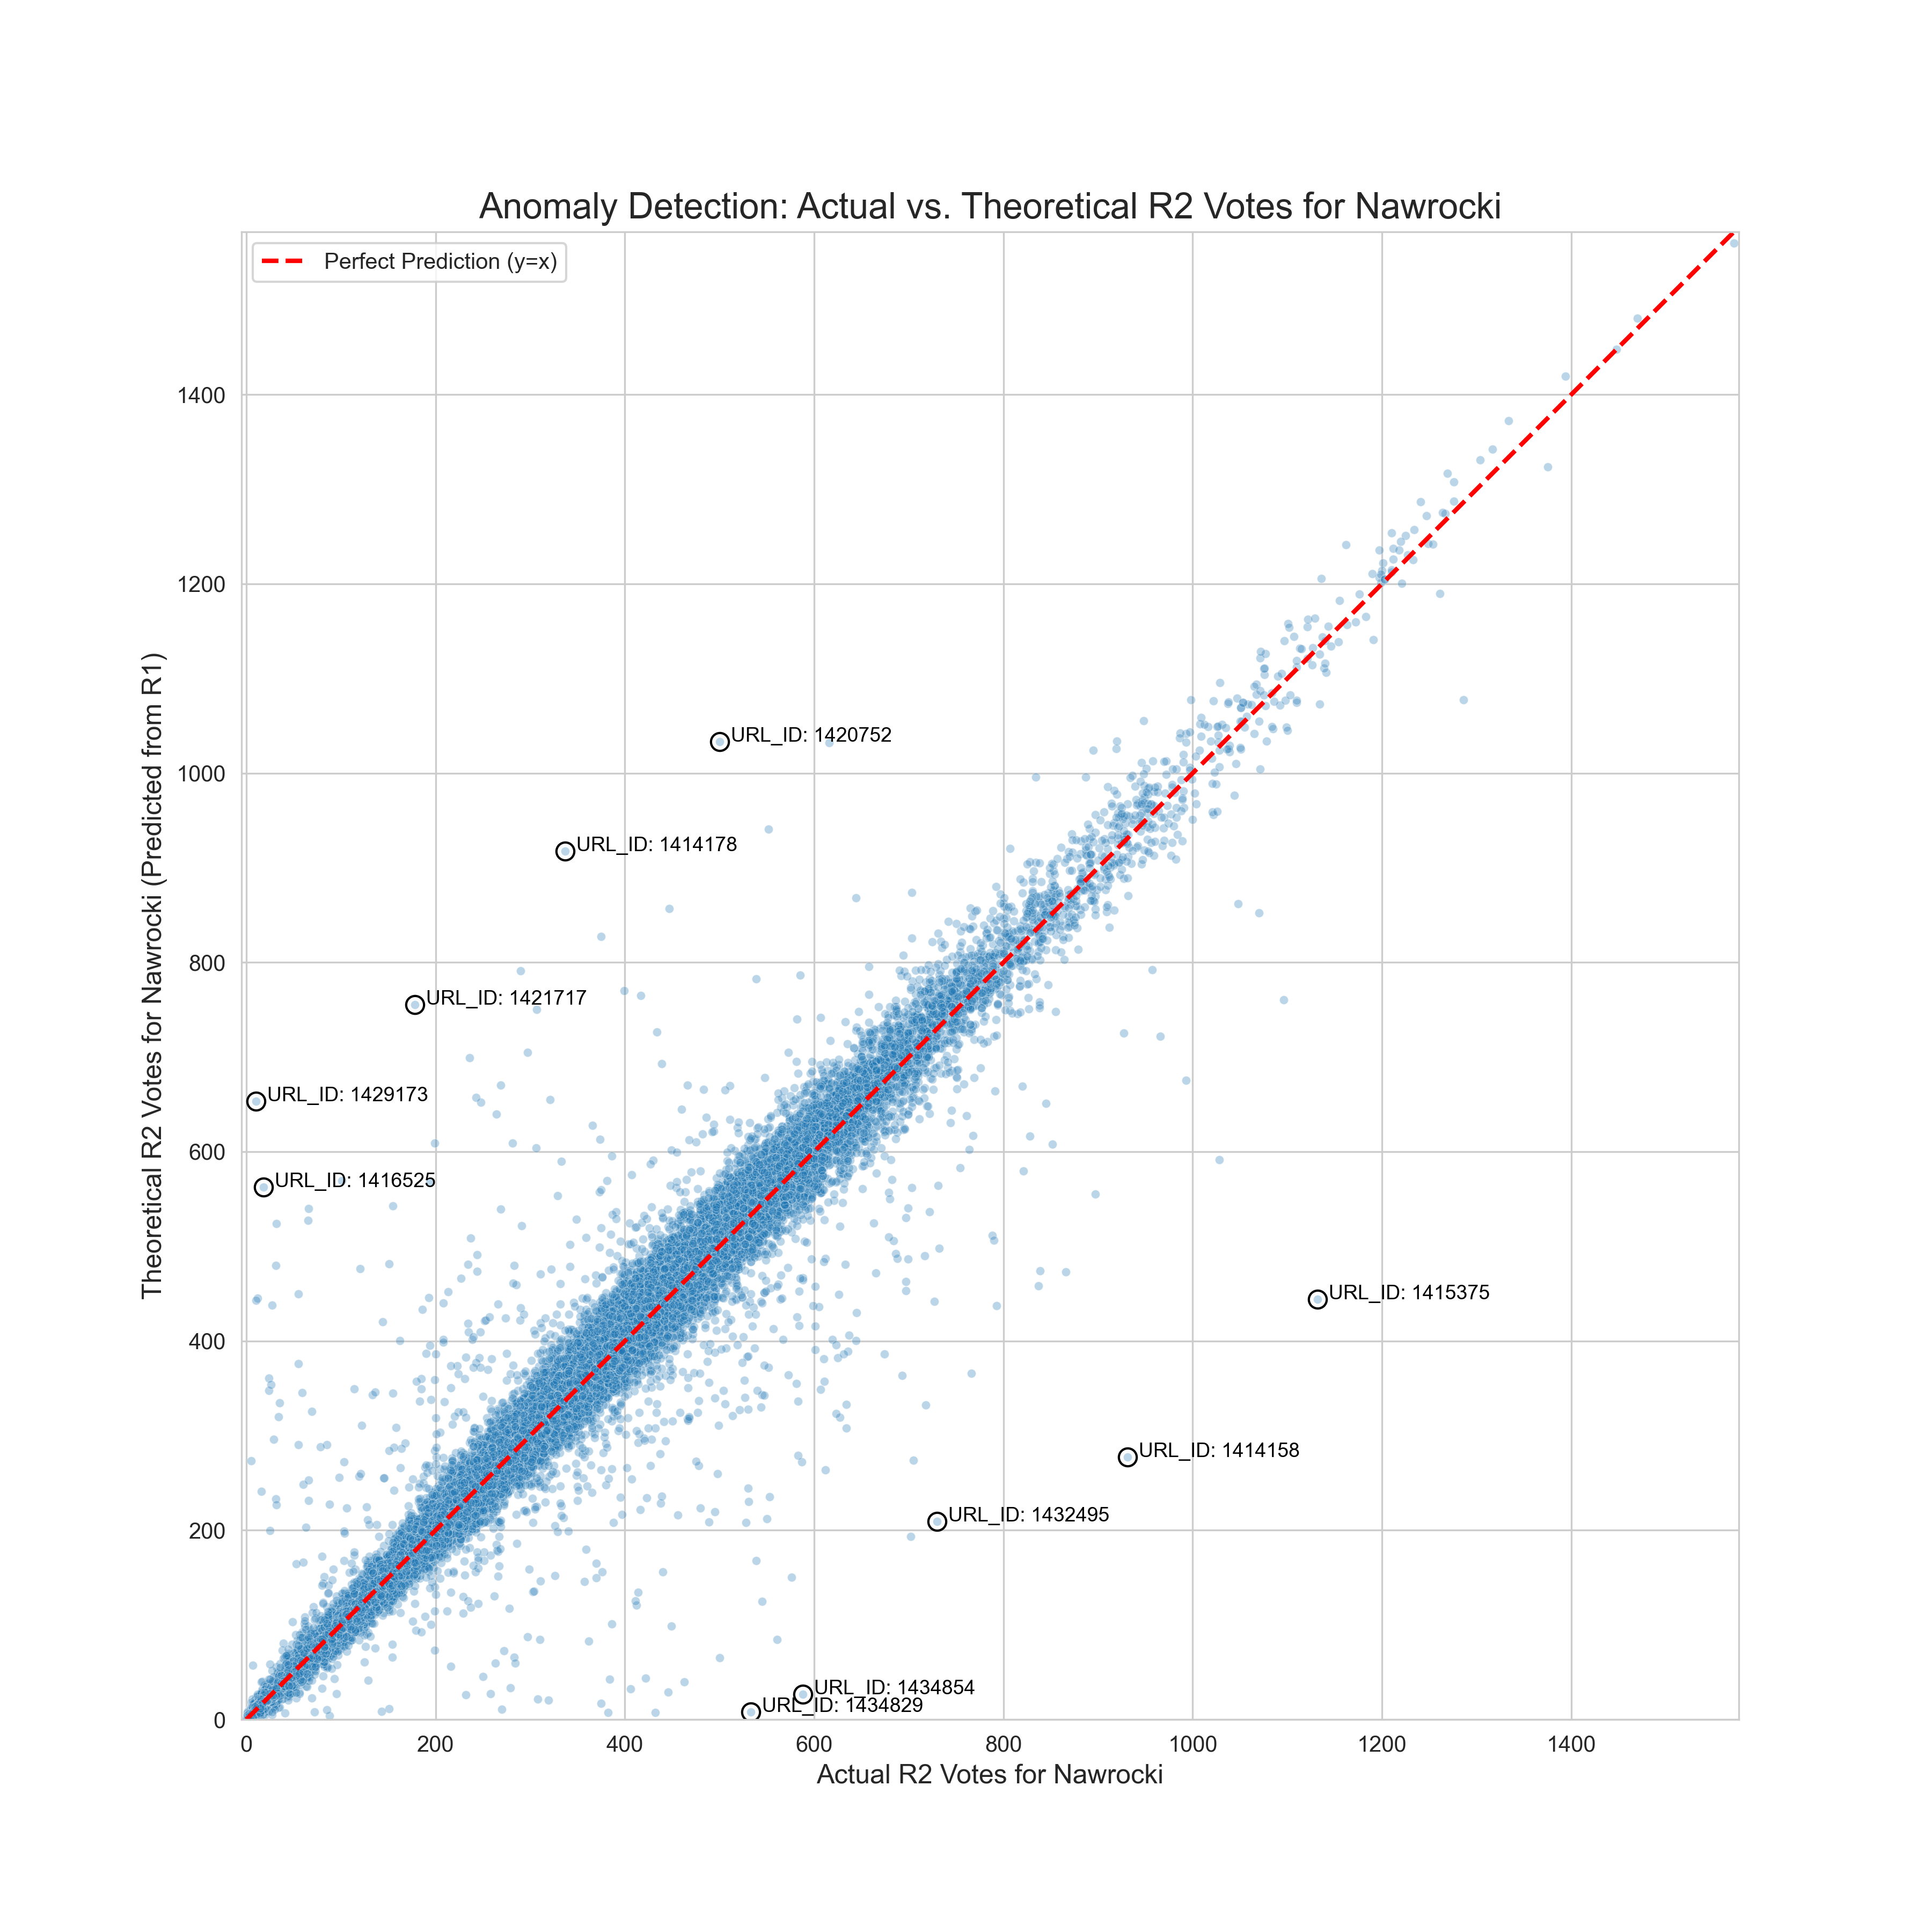 Anomaly Detection: Actual vs. Theoretical R2 Votes for Nawrocki
Perfect Prediction (y=x)
Theoretical R2 Votes for Nawrocki (Predicted from R1)
1400
1200
1000
800
600
400
200
0
URL_ID: 1420752
URL_ID: 1414178
URL_ID: 1421717
URL_ID: 1429173
URL_ID: 1416525
URL_ID: 1415375
URL_ID: 1414158
URL_ID: 1432495
URL_ID: 1434854
URL_ID: 1434829
0 200 400 600 800 1000 1200 1400
Actual R2 Votes for Nawrocki